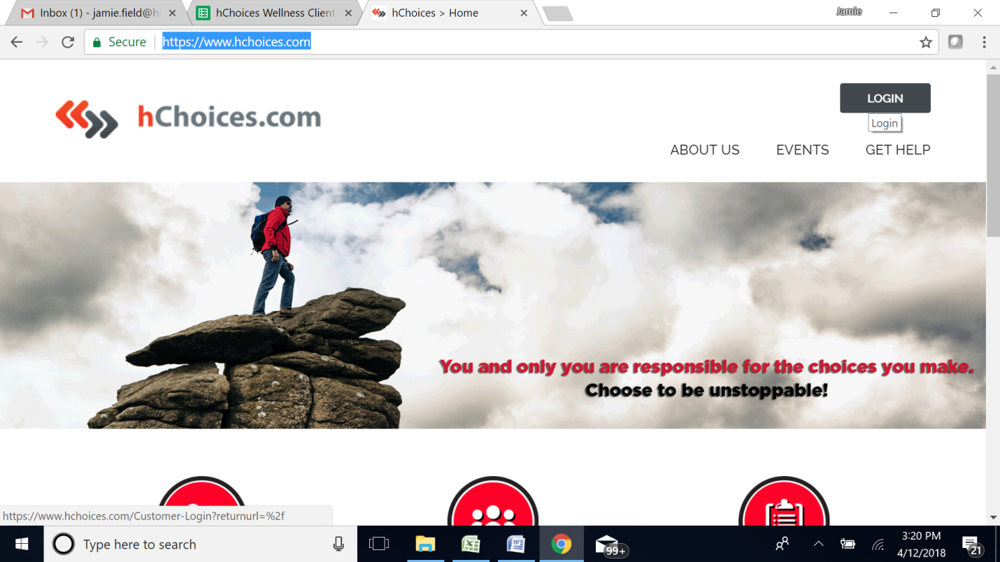 Inbox (1) - jamie.field@h
hChoices Wellness Client
hChoices > Home
Jamie
Secure
https://www.hchoices.com
hChoices.com
LOGIN
Login
ABOUT US
EVENTS
GET HELP
You and only you are responsible for the choices you make.
Choose to be unstoppable!
https://www.hchoices.com/Customer-Login?returnurl=%2f
Type here to search
99+
3:20 PM
4/12/2018
21